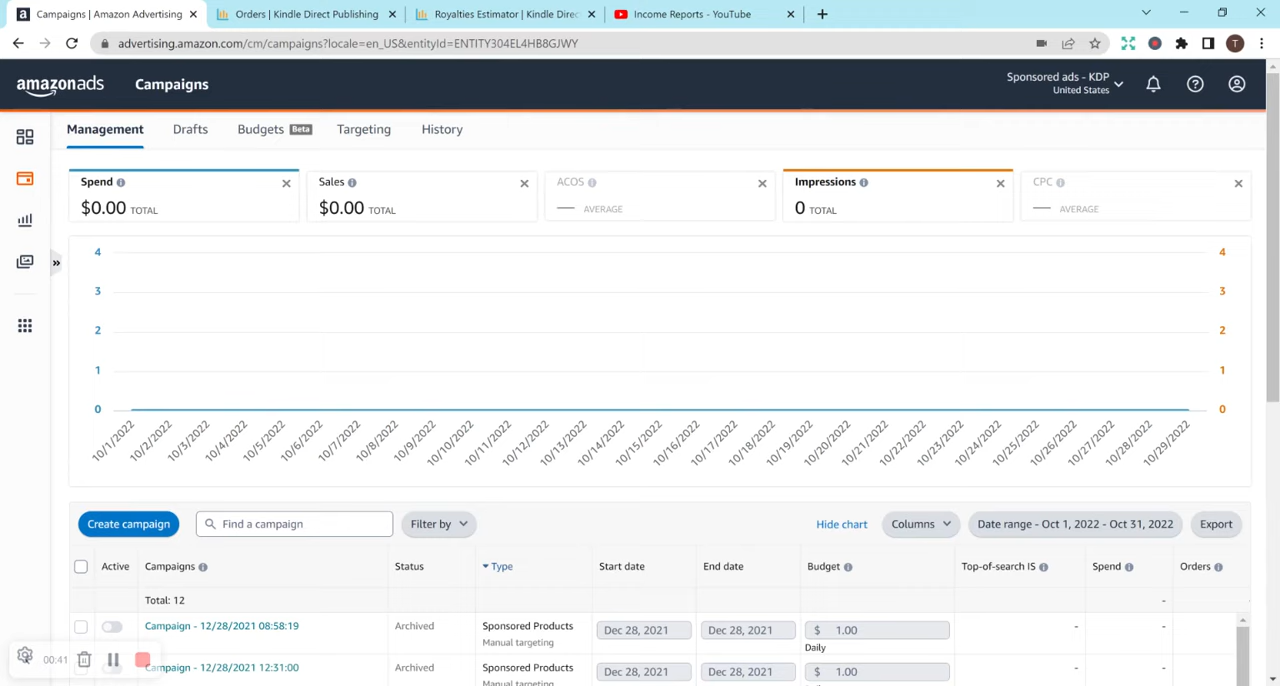 Campaigns | Amazon Advertising
Orders | Kindle Direct Publishing
Royalties Estimator | Kindle Direc
Income Reports - YouTube
advertising.amazon.com/cm/campaigns?locale=en_US&entityId=ENTITY304EL4HB8GJWY
T
amazonads
Campaigns
Sponsored ads - KDP
United States
Management
Drafts
Budgets Beta
Targeting
History
Spend
$0.00 TOTAL
Sales
$0.00 TOTAL
ACOS
— AVERAGE
Impressions
0 TOTAL
CPC
— AVERAGE
4 4
3 3
2 2
1 1
0 0
10/1/2022 10/2/2022 10/3/2022 10/4/2022 10/5/2022 10/6/2022 10/7/2022 10/8/2022 10/9/2022 10/10/2022 10/11/2022 10/12/2022 10/13/2022 10/14/2022 10/15/2022 10/16/2022 10/17/2022 10/18/2022 10/19/2022 10/20/2022 10/21/2022 10/22/2022 10/23/2022 10/24/2022 10/25/2022 10/26/2022 10/27/2022 10/28/2022 10/29/2022
Create campaign
Find a campaign
Filter by
Hide chart
Columns
Date range - Oct 1, 2022 - Oct 31, 2022
Export
Active Campaigns Status Type Start date End date Budget Top-of-search IS Spend Orders
Total: 12 - -
Campaign - 12/28/2021 08:58:19 Archived Sponsored Products Dec 28, 2021 Dec 28, 2021 $ 1.00 - -
Manual targeting Daily
Campaign - 12/28/2021 12:31:00 Archived Sponsored Products Dec 28, 2021 Dec 28, 2021 $ 1.00 - -
Manual targeting
00:41